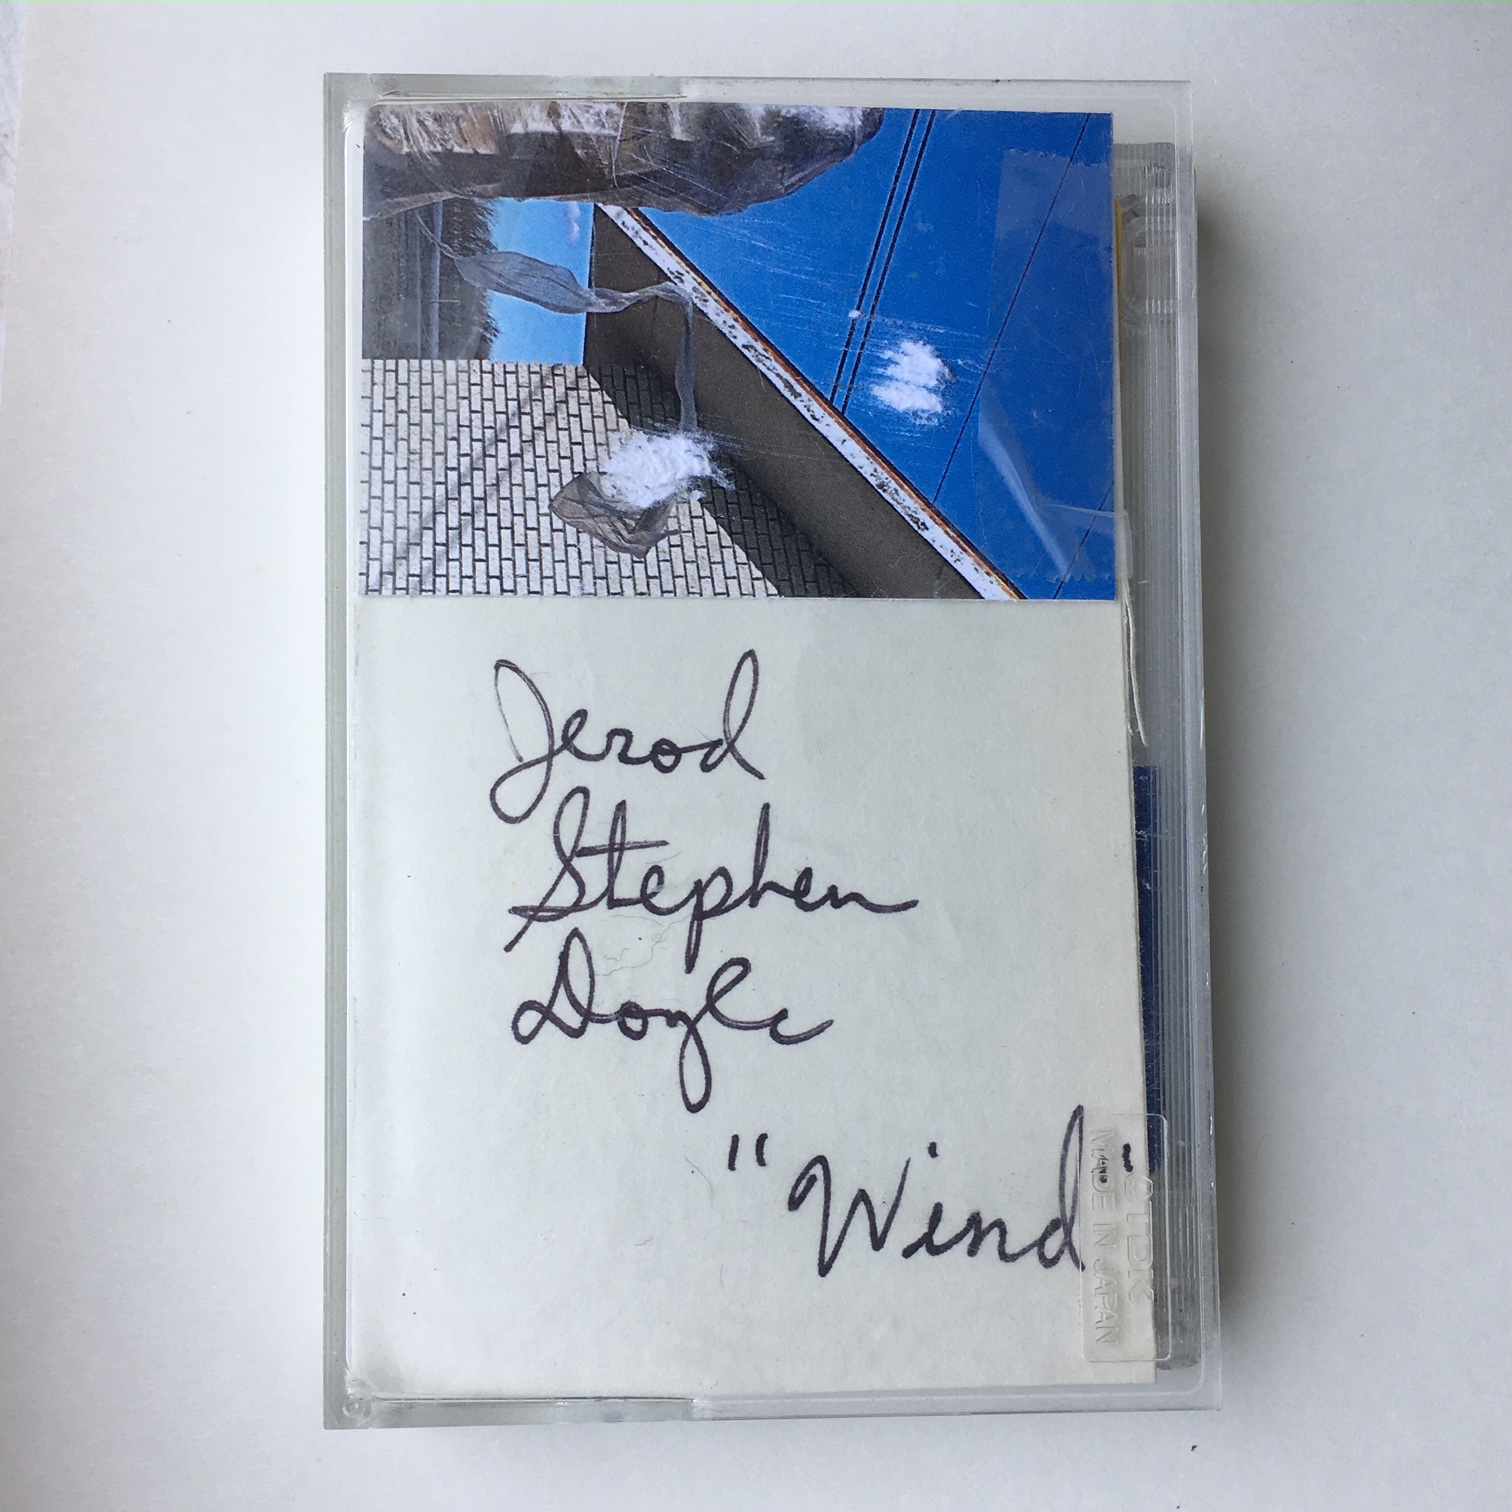 Jerod
Stephen
Doyle
"Wind
TDK
MADE IN JAPAN